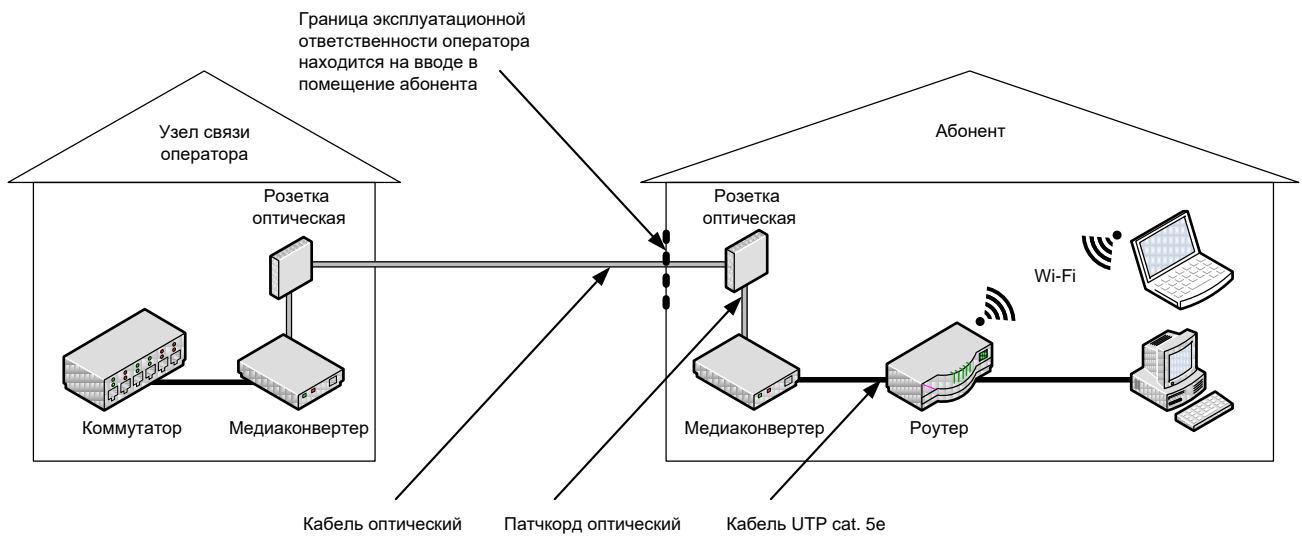 Граница эксплуатационной
ответственности оператора
находится на вводе в
помещение абонента
Узел связи
оператора
Абонент
Розетка
оптическая
Розетка
оптическая
Wi-Fi
Коммутатор
Медиаконвертер
Медиаконвертер
Роутер
Кабель оптический
Патчкорд оптический
Кабель UTP cat. 5e